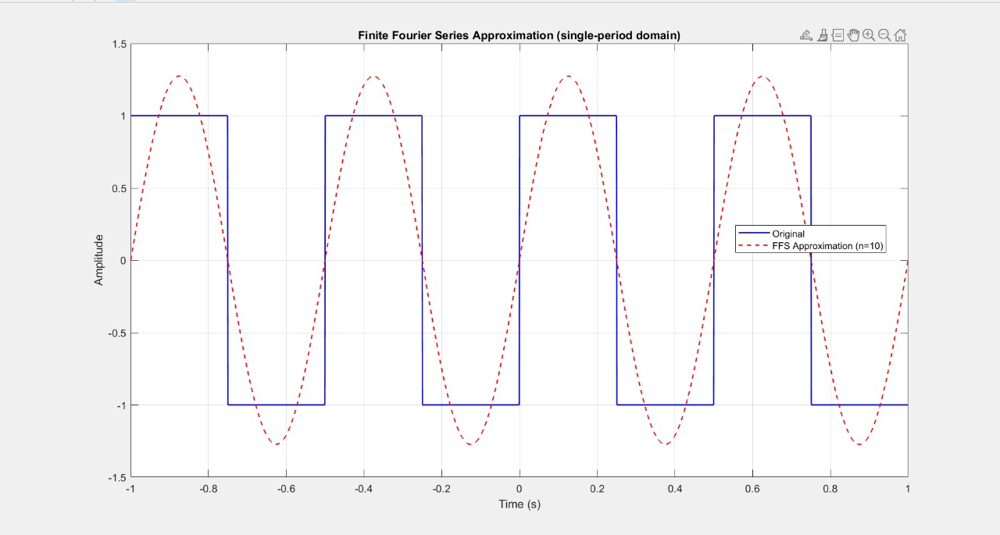 Finite Fourier Series Approximation (single-period domain)
1.5
1
0.5
0
-0.5
-1
-1.5
Amplitude
Original
FFS Approximation (n=10)
-1 -0.8 -0.6 -0.4 -0.2 0 0.2 0.4 0.6 0.8 1
Time (s)